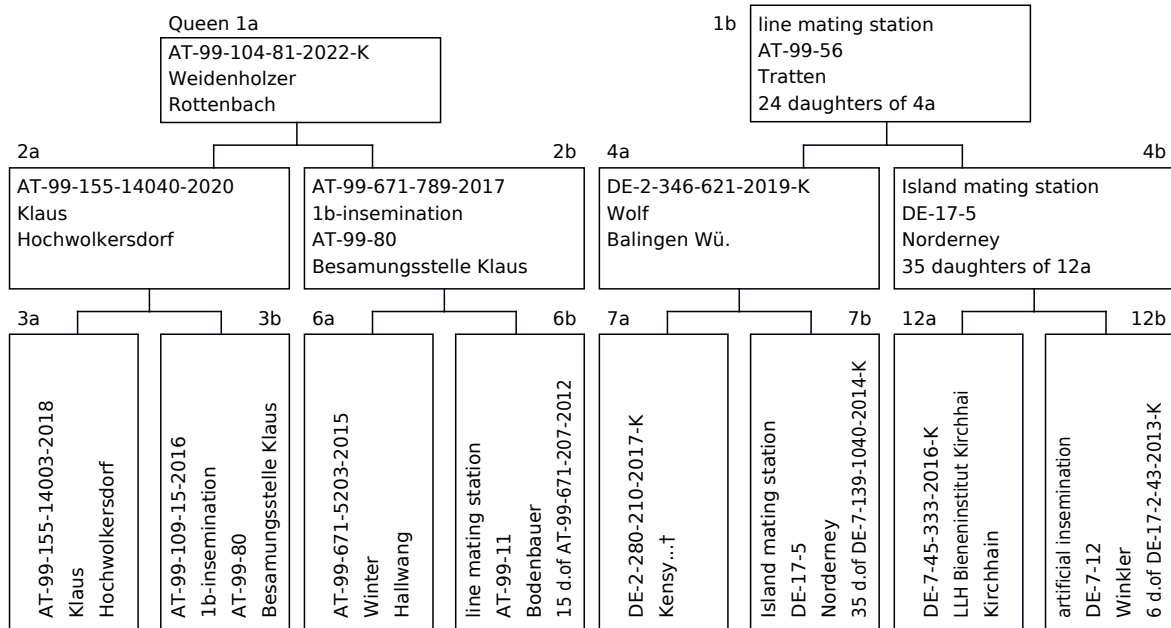 Queen 1a
AT-99-104-81-2022-K
Weidenholzer
Rottenbach
1b
line mating station
AT-99-56
Tratten
24 daughters of 4a
2a
AT-99-155-14040-2020
Klaus
Hochwolkersdorf
2b
AT-99-671-789-2017
1b-insemination
AT-99-80
Besamungsstelle Klaus
4a
DE-2-346-621-2019-K
Wolf
Balingen Wü.
4b
Island mating station
DE-17-5
Norderney
35 daughters of 12a
3a
AT-99-155-14003-2018
Klaus
Hochwolkersdorf
3b
AT-99-109-15-2016
1b-insemination
AT-99-80
Besamungsstelle Klaus
6a
AT-99-671-5203-2015
Winter
Hallwang
6b
line mating station
AT-99-11
Bodenbauer
15 d.of AT-99-671-207-2012
7a
DE-2-280-210-2017-K
Kensy...†
7b
Island mating station
DE-17-5
Norderney
35 d.of DE-7-139-1040-2014-K
12a
DE-7-45-333-2016-K
LLH Bieneninstitut Kirchhai
Kirchhain
12b
artificial insemination
DE-7-12
Winkler
6 d.of DE-17-2-43-2013-K